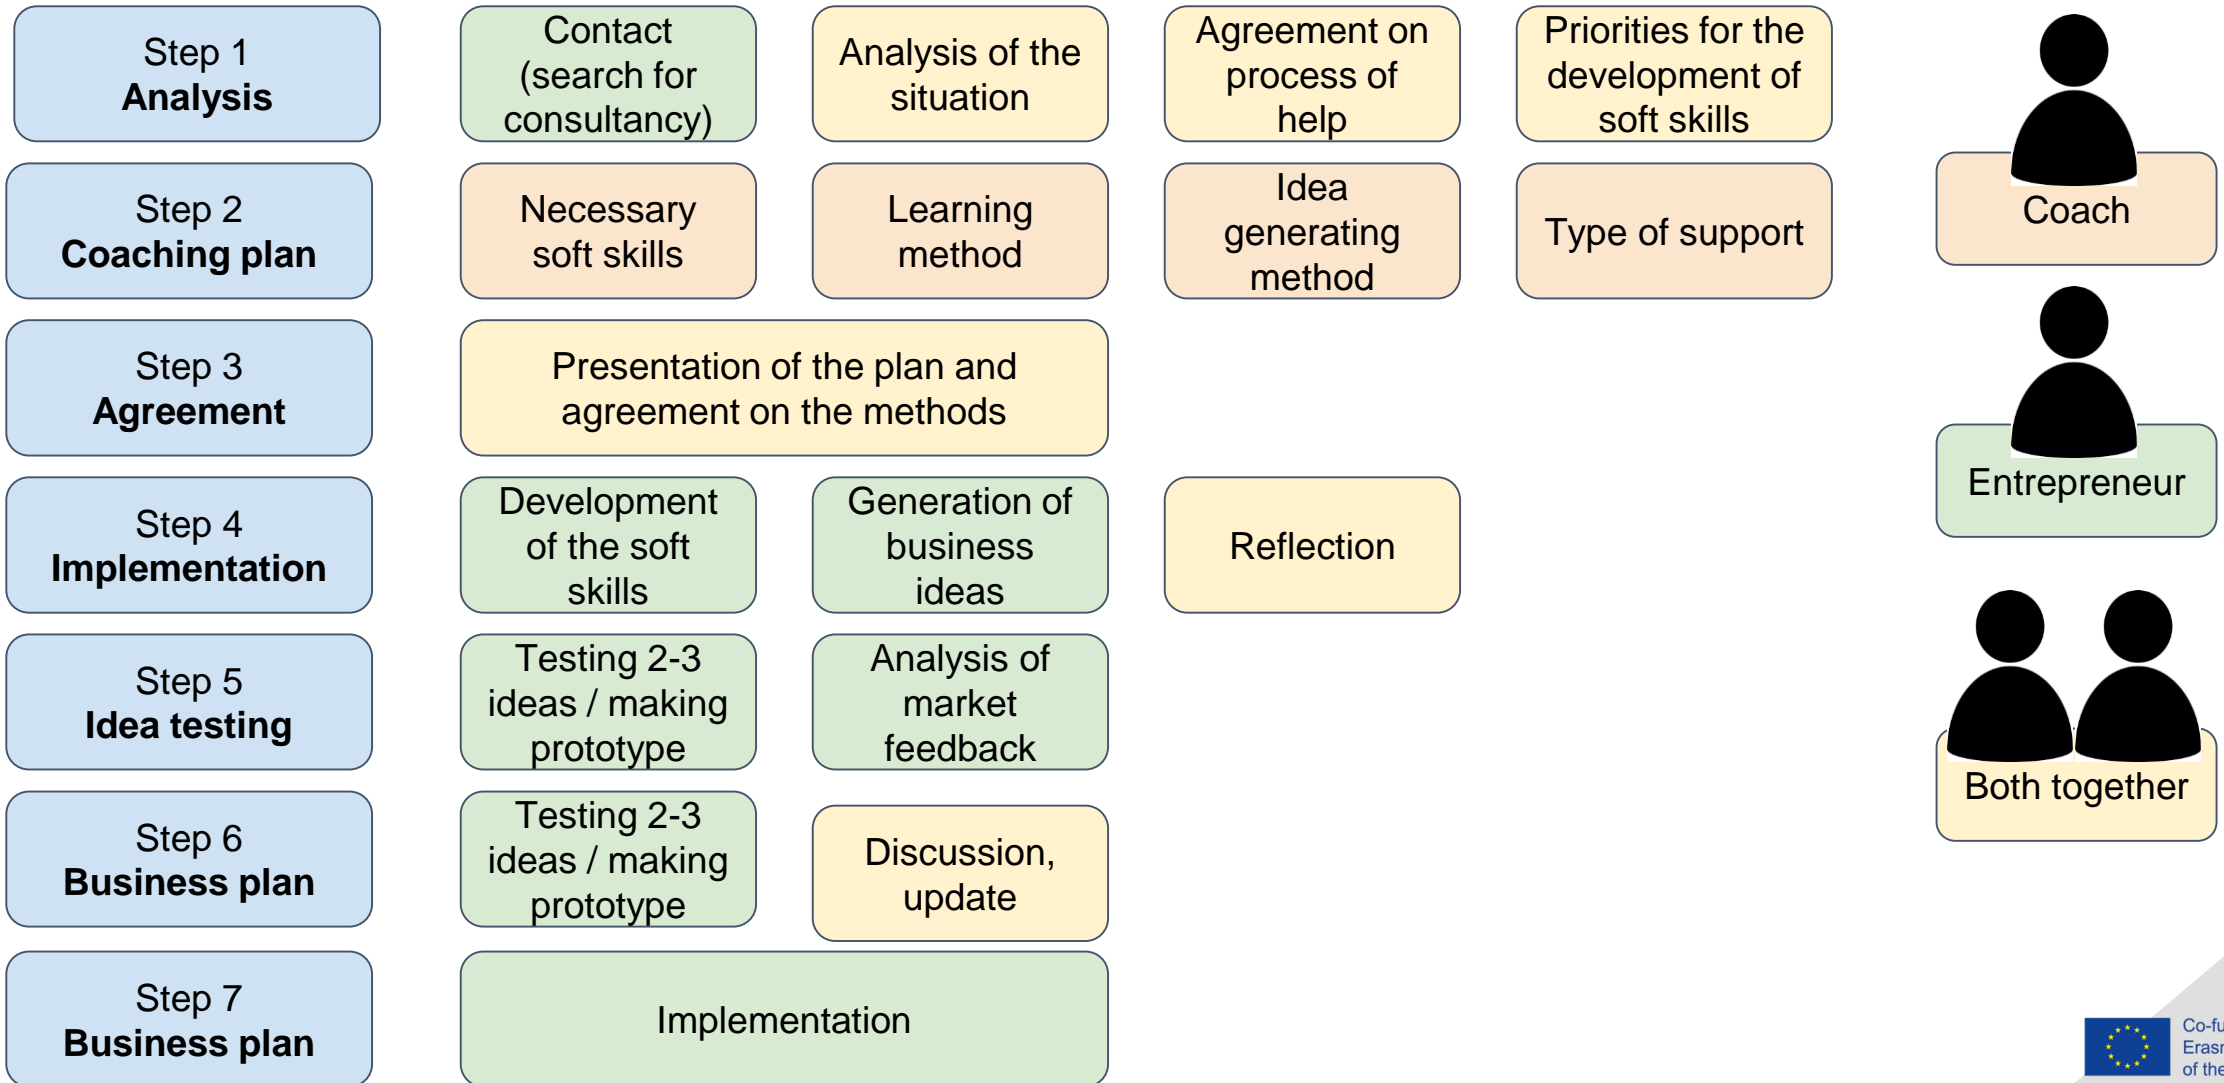 Step 1
Analysis
Contact
(search for
consultancy)
Analysis of the
situation
Agreement on
process of
help
Priorities for the
development of
soft skills
Coach
Step 2
Coaching plan
Necessary
soft skills
Learning
method
Idea
generating
method
Type of support
Step 3
Agreement
Presentation of the plan and
agreement on the methods
Entrepreneur
Step 4
Implementation
Development
of the soft
skills
Generation of
business
ideas
Reflection
Step 5
Idea testing
Testing 2-3
ideas / making
prototype
Analysis of
market
feedback
Both together
Step 6
Business plan
Testing 2-3
ideas / making
prototype
Discussion,
update
Step 7
Business plan
Implementation
of the